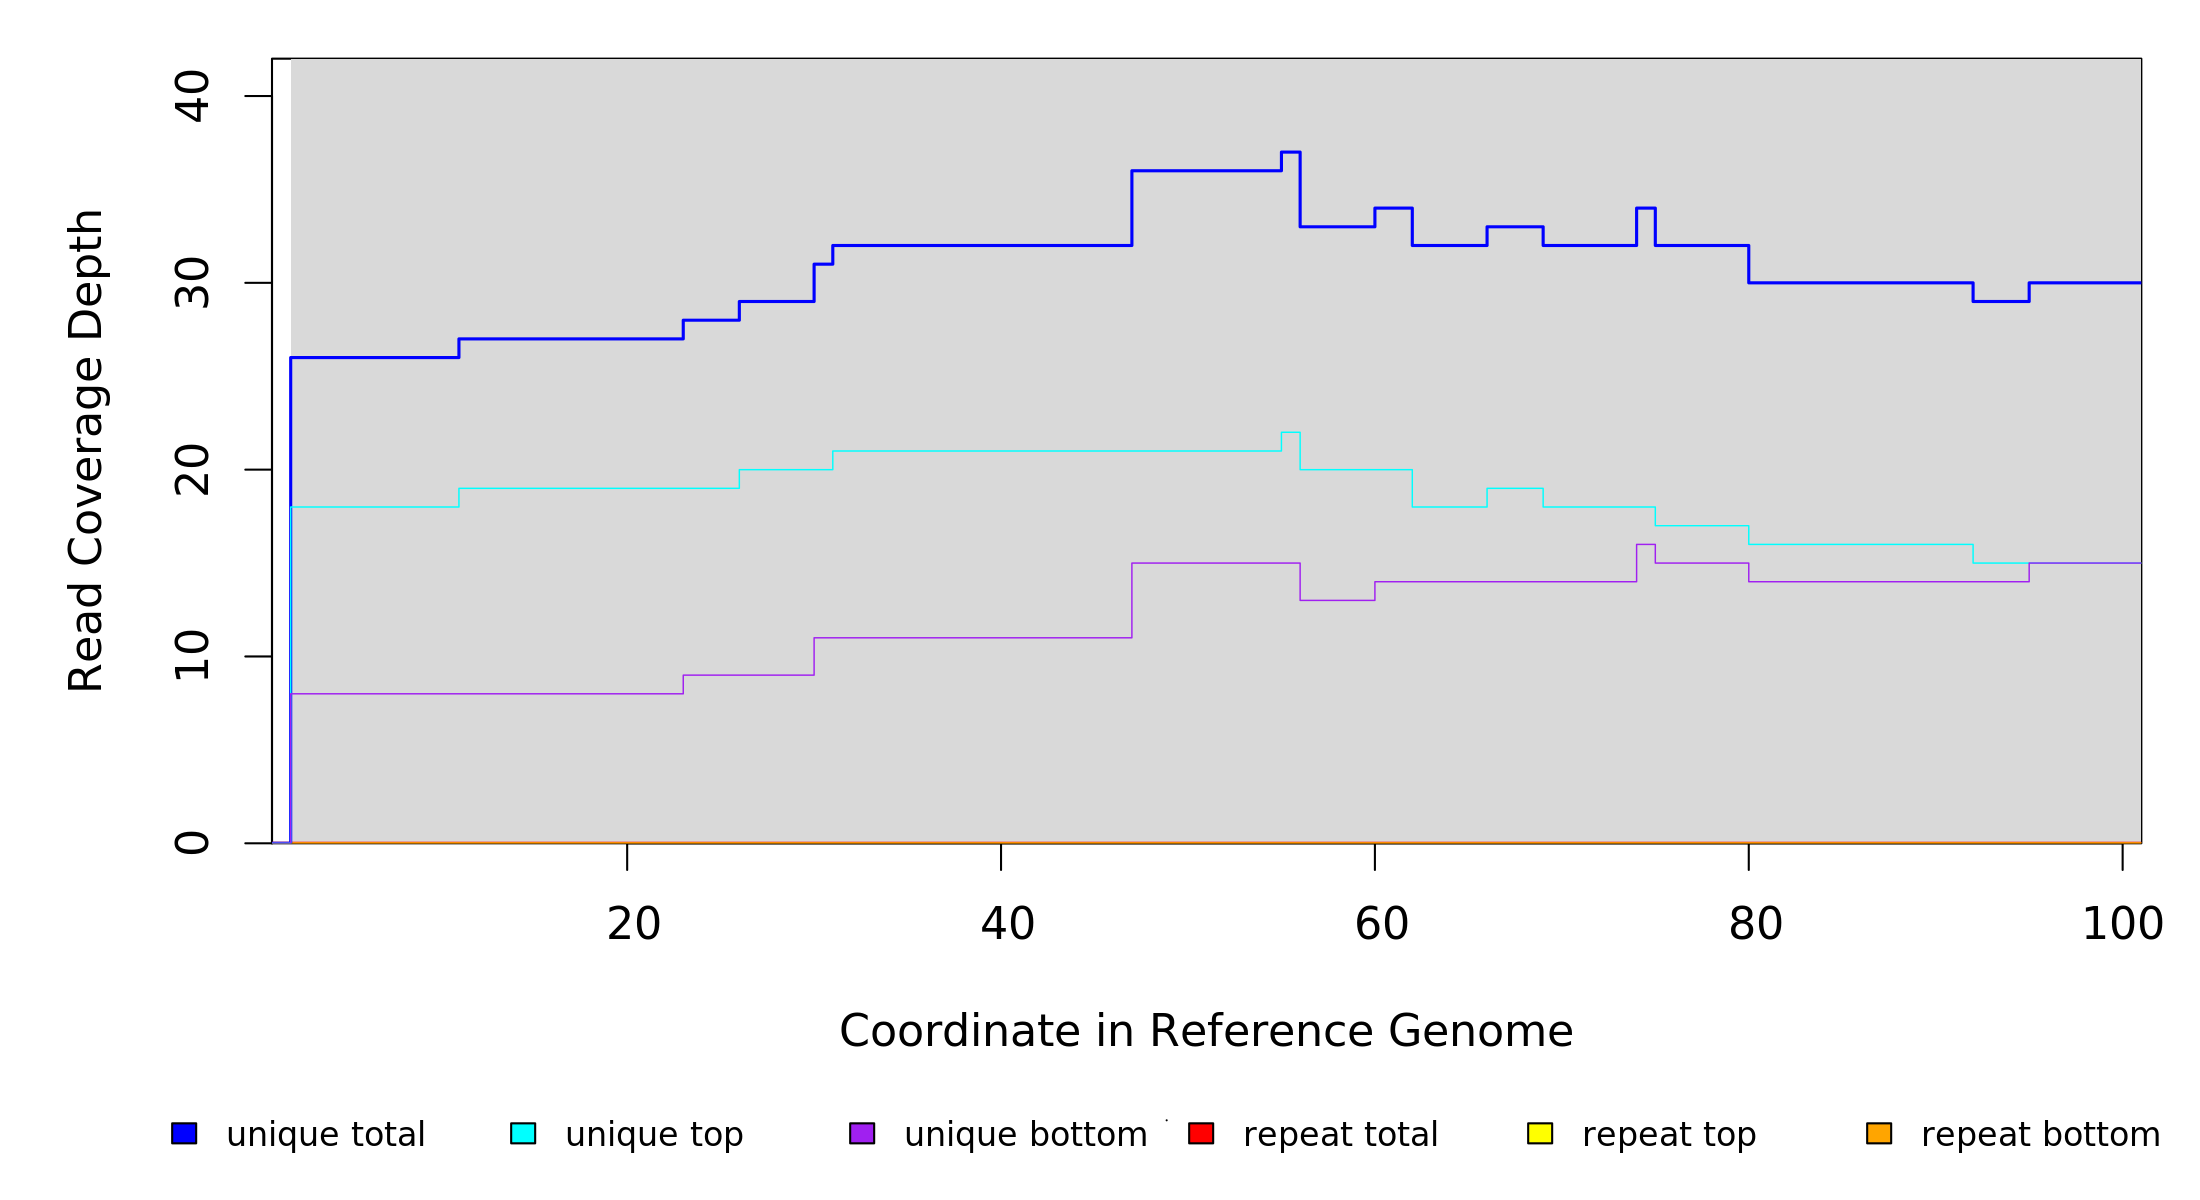 40
30
20
10
0
Read Coverage Depth
20 40 60 80 100
Coordinate in Reference Genome
unique total unique top unique bottom repeat total repeat top repeat bottom